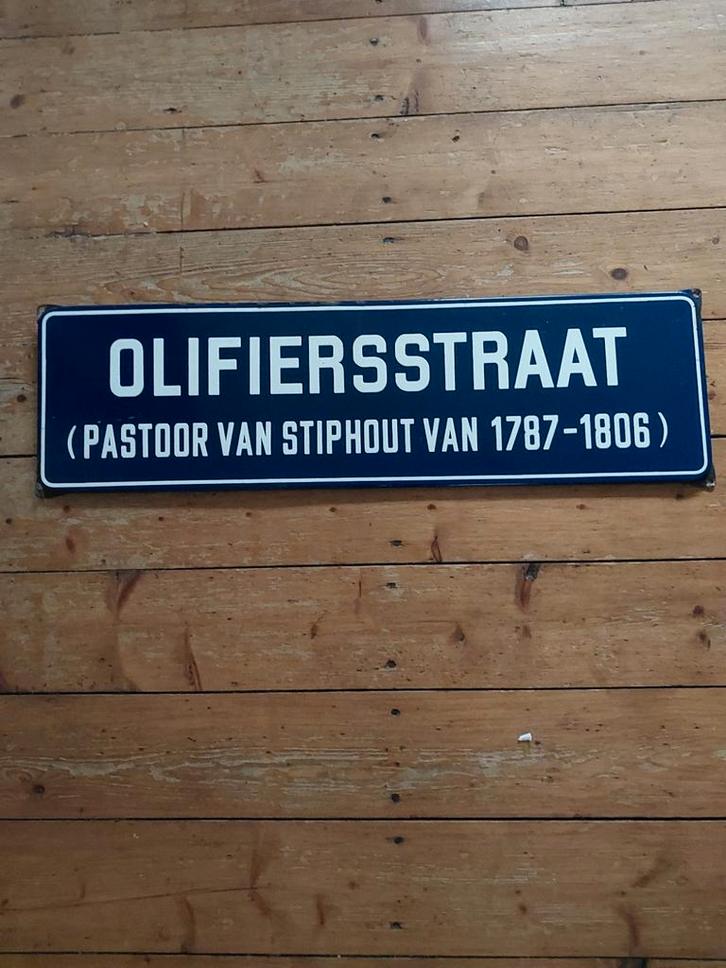 OLIFIERSSTRAAT
(PASTOOR VAN STIPHOUT VAN 1787-1806)